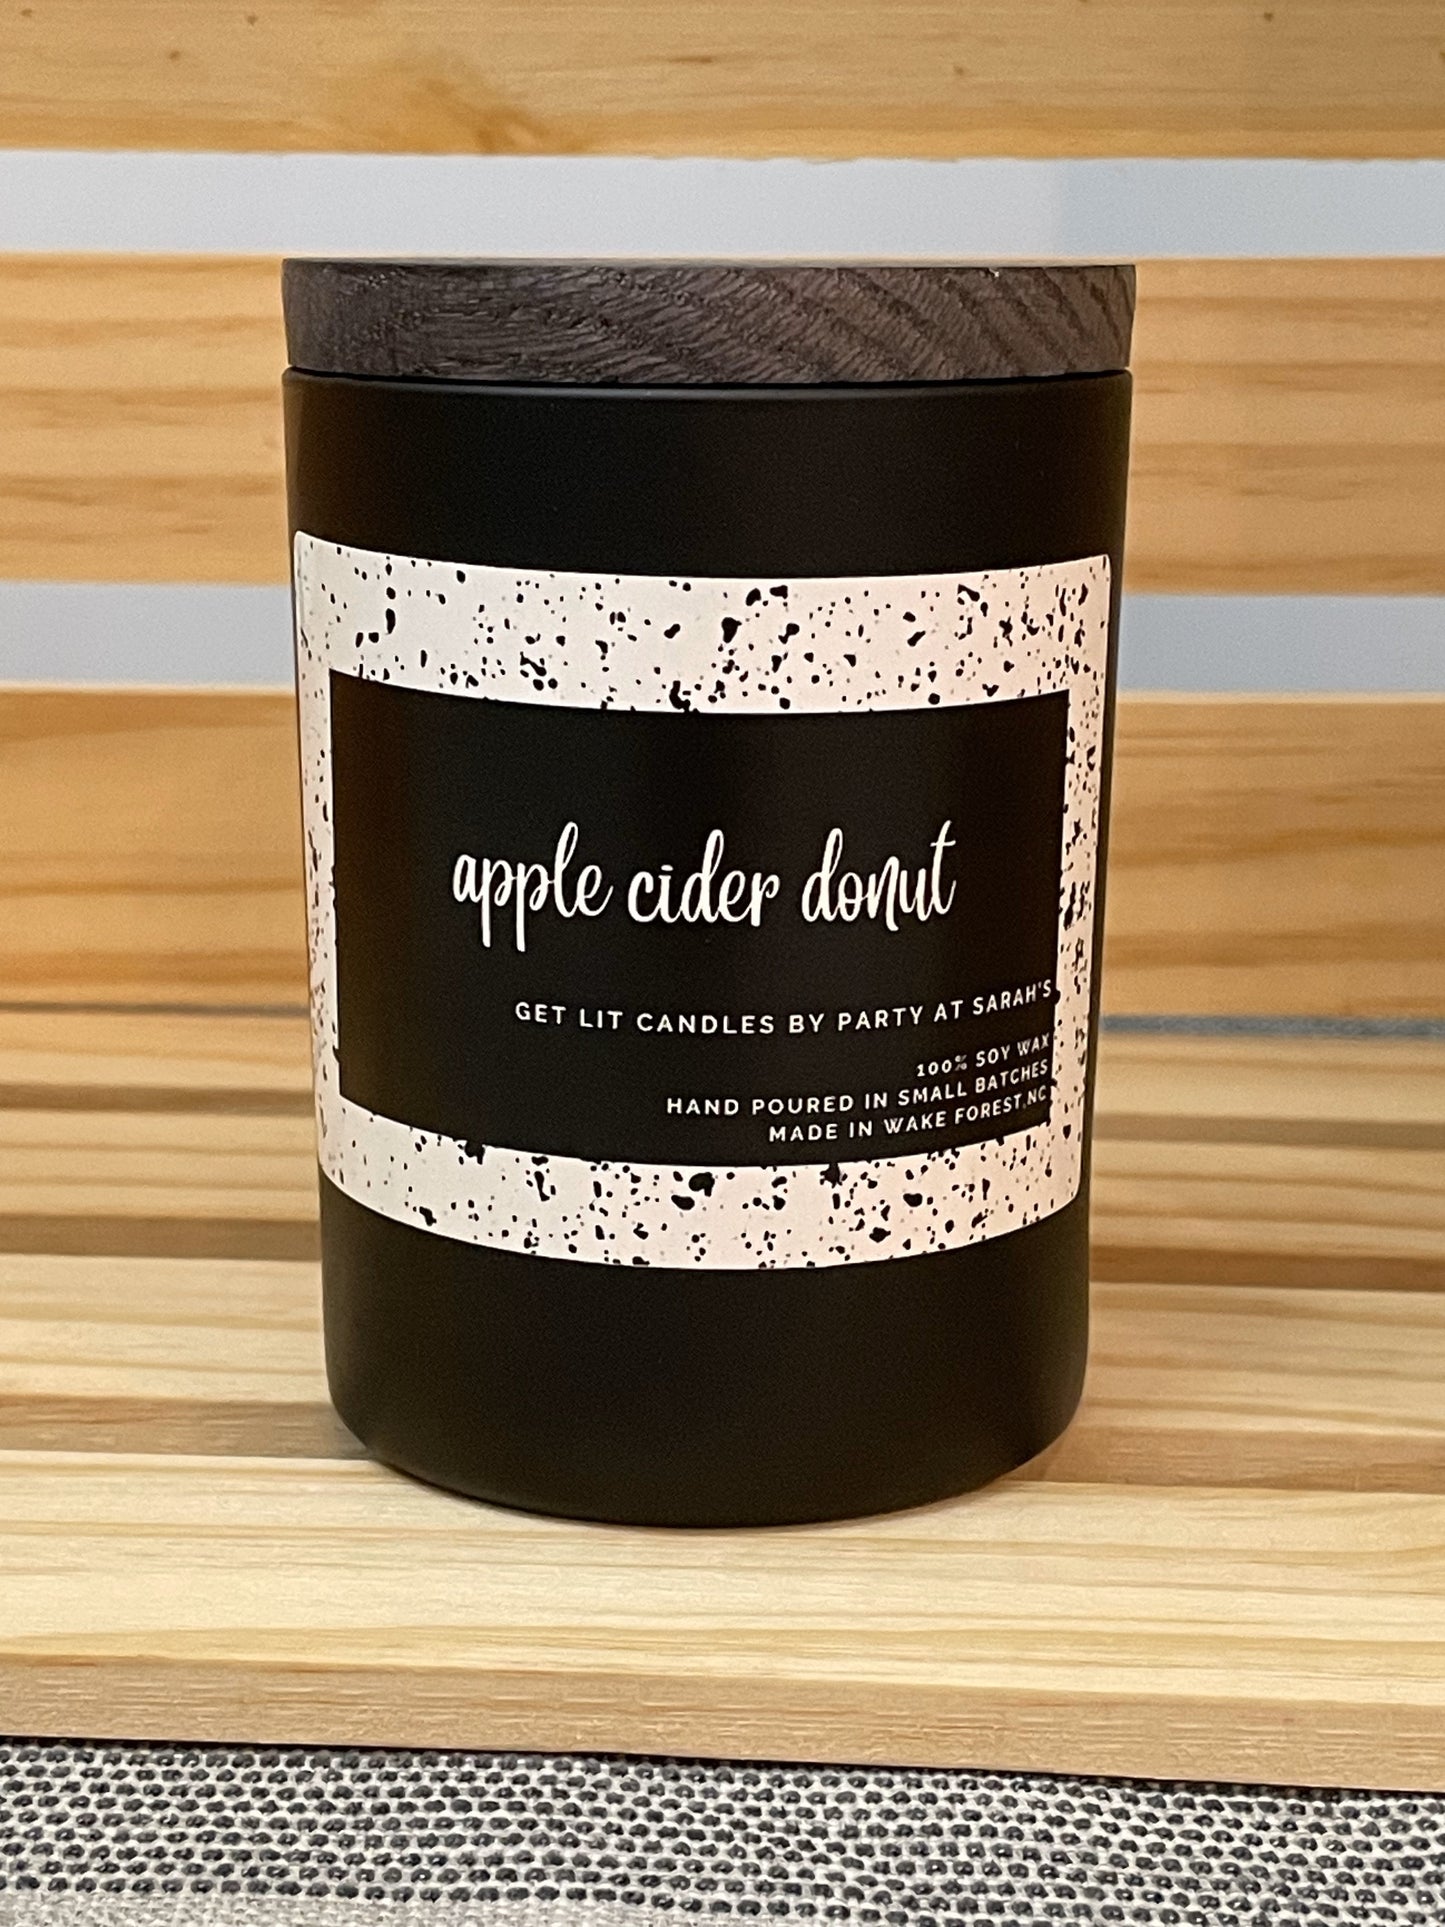 apple cider donut
GET LIT CANDLES BY PARTY AT SARAH'S
100% SOY WAX
HAND POURED IN SMALL BATCHES
MADE IN WAKE FOREST,NC